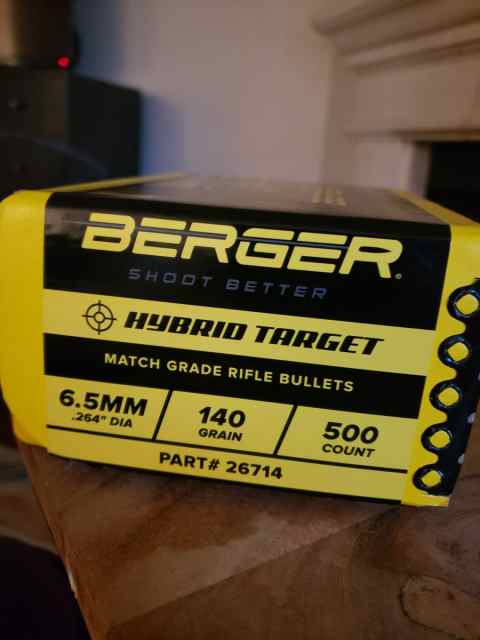 BERGER®
SHOOT BETTER
HYBRID TARGET
MATCH GRADE RIFLE BULLETS
6.5MM 140 500
.264" DIA GRAIN COUNT
PART# 26714